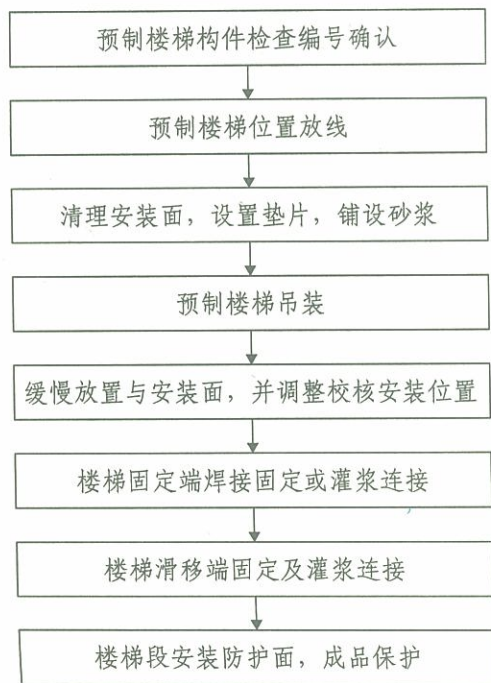 预制楼梯构件检查编号确认
预制楼梯位置放线
清理安装面，设置垫片，铺设砂浆
预制楼梯吊装
缓慢放置与安装面，并调整校核安装位置
楼梯固定端焊接固定或灌浆连接
楼梯滑移端固定及灌浆连接
楼梯段安装防护面，成品保护